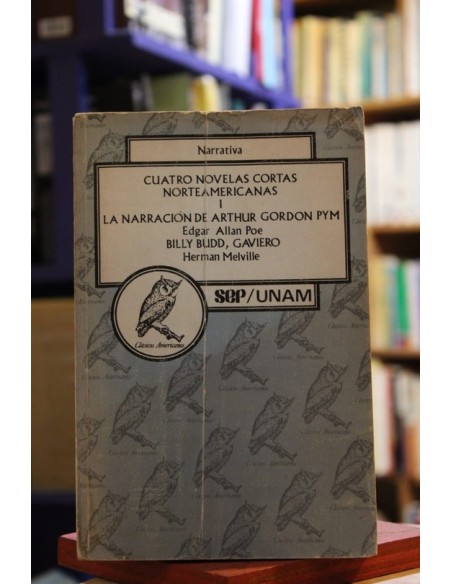 Narrativa
CUATRO NOVELAS CORTAS
NORTEAMERICANAS
I
LA NARRACIÓN DE ARTHUR GORDON PYM
Edgar Allan Poe
BILLY BUDD, GAVIERO
Herman Melville
sep/UNAM
Clásicos Americanos